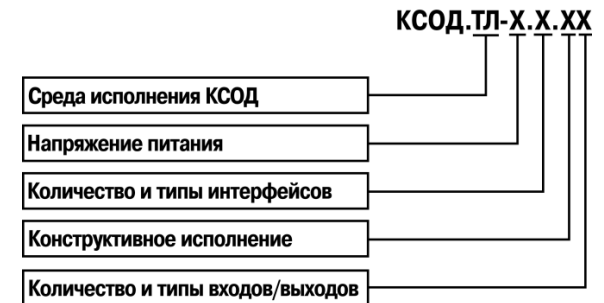 КСОД.ТЛ-Х.Х.ХХ
Среда исполнения КСОД
Напряжение питания
Количество и типы интерфейсов
Конструктивное исполнение
Количество и типы входов/выходов